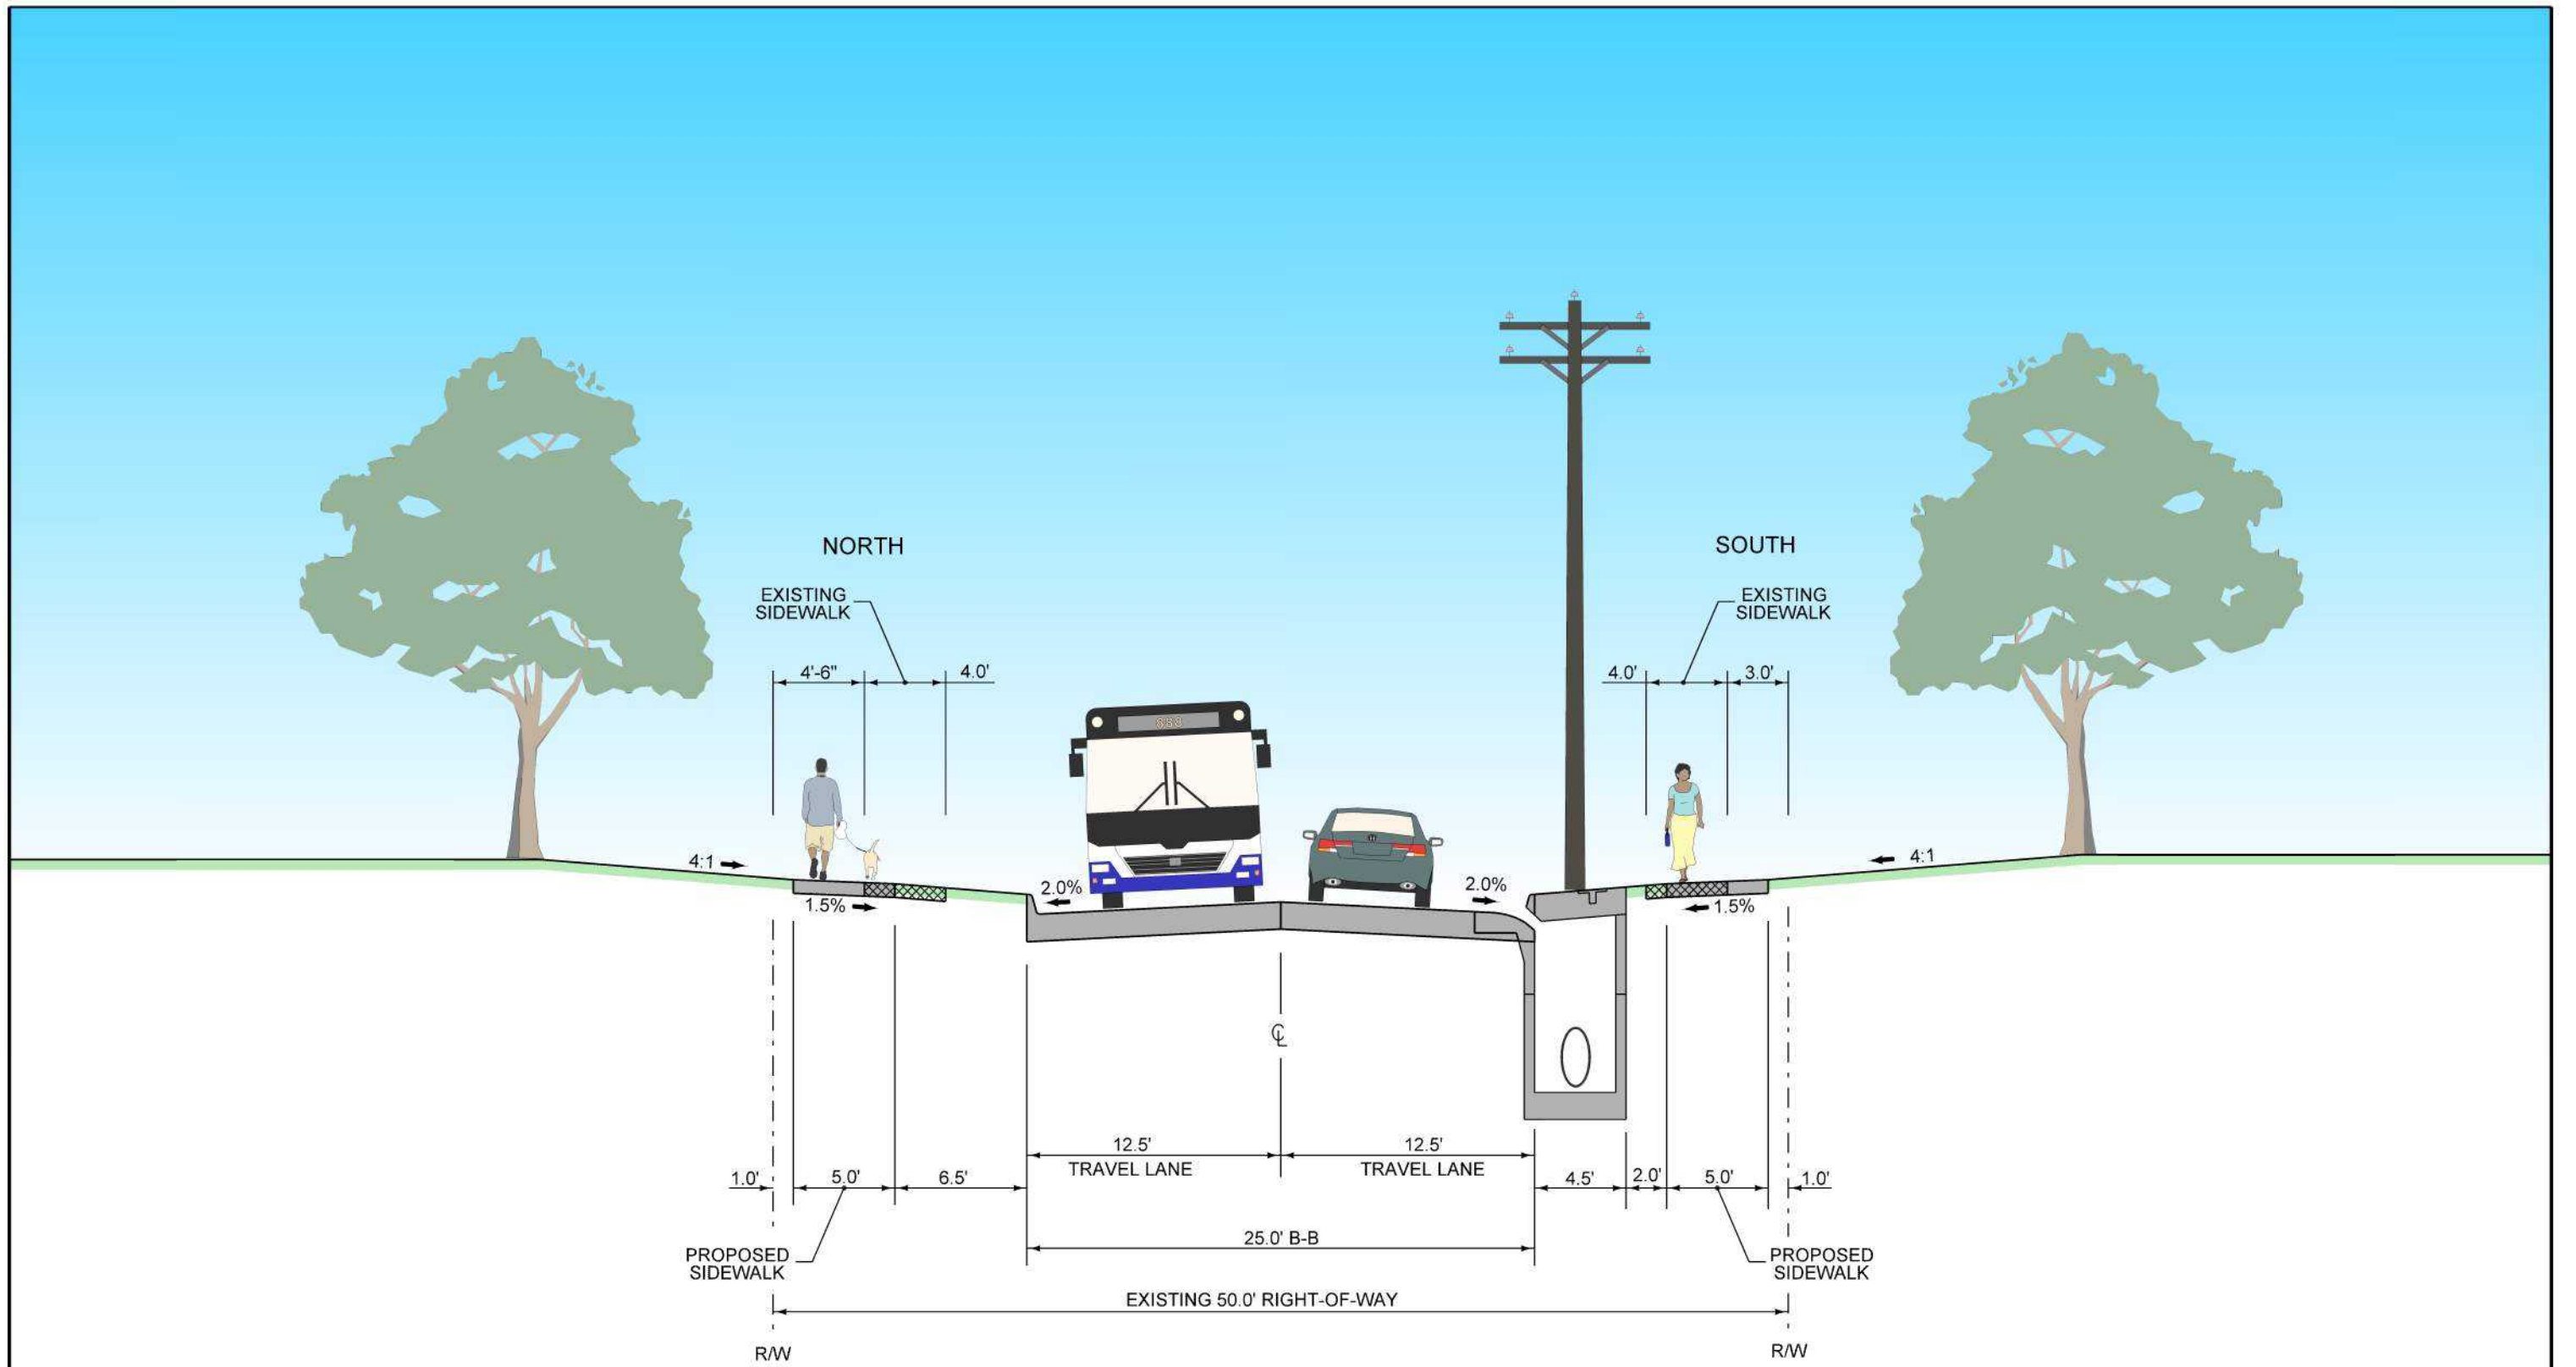 NORTH
SOUTH
EXISTING
SIDEWALK
EXISTING
SIDEWALK
4'-6"
4.0'
4.0'
3.0'
888
4:1
4:1
2.0%
2.0%
1.5%
1.5%
℄
12.5'
TRAVEL LANE
12.5'
TRAVEL LANE
1.0'
5.0'
6.5'
4.5'
2.0'
5.0'
1.0'
25.0' B-B
PROPOSED
SIDEWALK
PROPOSED
SIDEWALK
EXISTING 50.0' RIGHT-OF-WAY
R/W
R/W